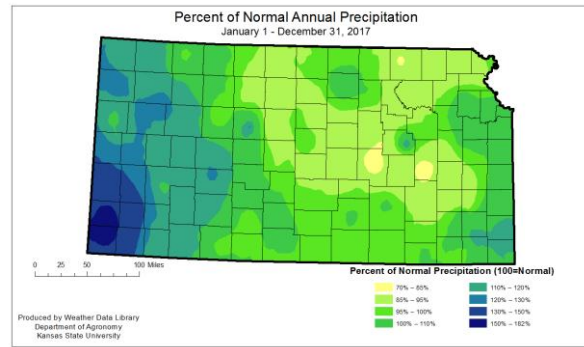 Percent of Normal Annual Precipitation
January 1 - December 31, 2017
0 25 50 100 Miles
Percent of Normal Precipitation (100=Normal)
70% - 85% 110% - 120%
85% - 95% 120% - 130%
95% - 100% 130% - 150%
100% - 110% 150% - 182%
Produced by Weather Data Library
Department of Agronomy
Kansas State University